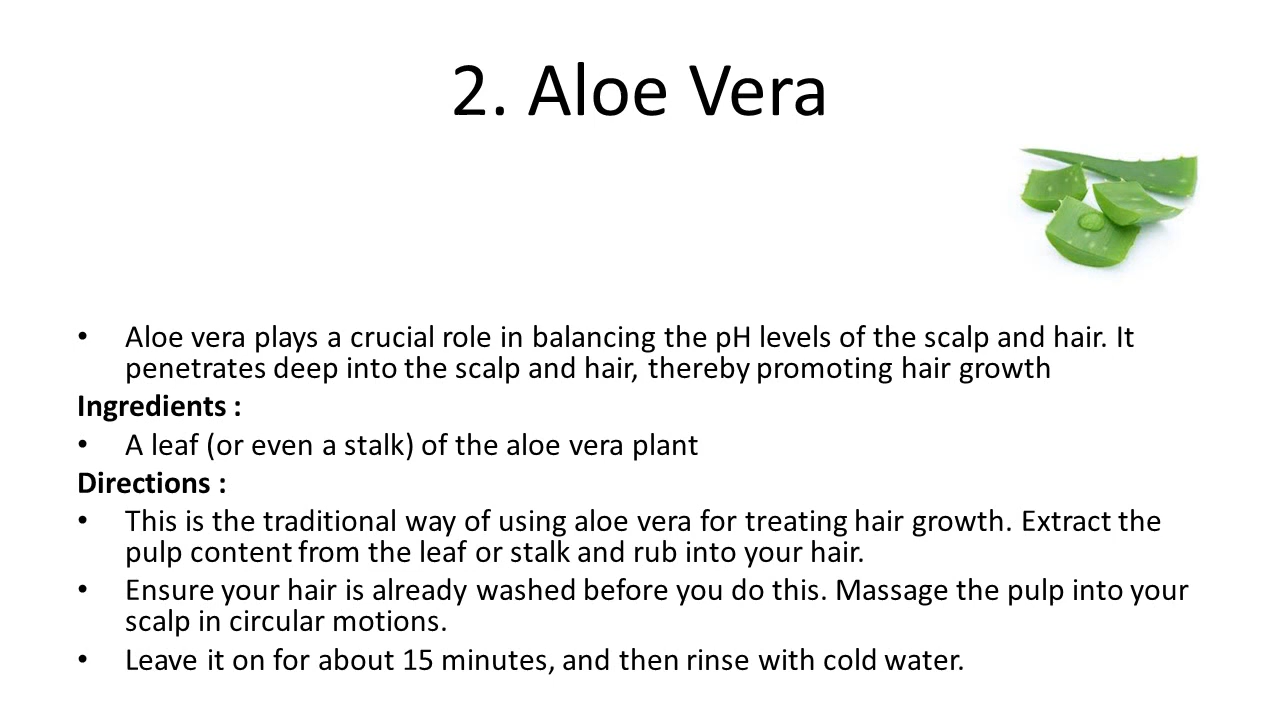 2. Aloe Vera
• Aloe vera plays a crucial role in balancing the pH levels of the scalp and hair. It
penetrates deep into the scalp and hair, thereby promoting hair growth
Ingredients :
• A leaf (or even a stalk) of the aloe vera plant
Directions :
• This is the traditional way of using aloe vera for treating hair growth. Extract the
pulp content from the leaf or stalk and rub into your hair.
• Ensure your hair is already washed before you do this. Massage the pulp into your
scalp in circular motions.
• Leave it on for about 15 minutes, and then rinse with cold water.